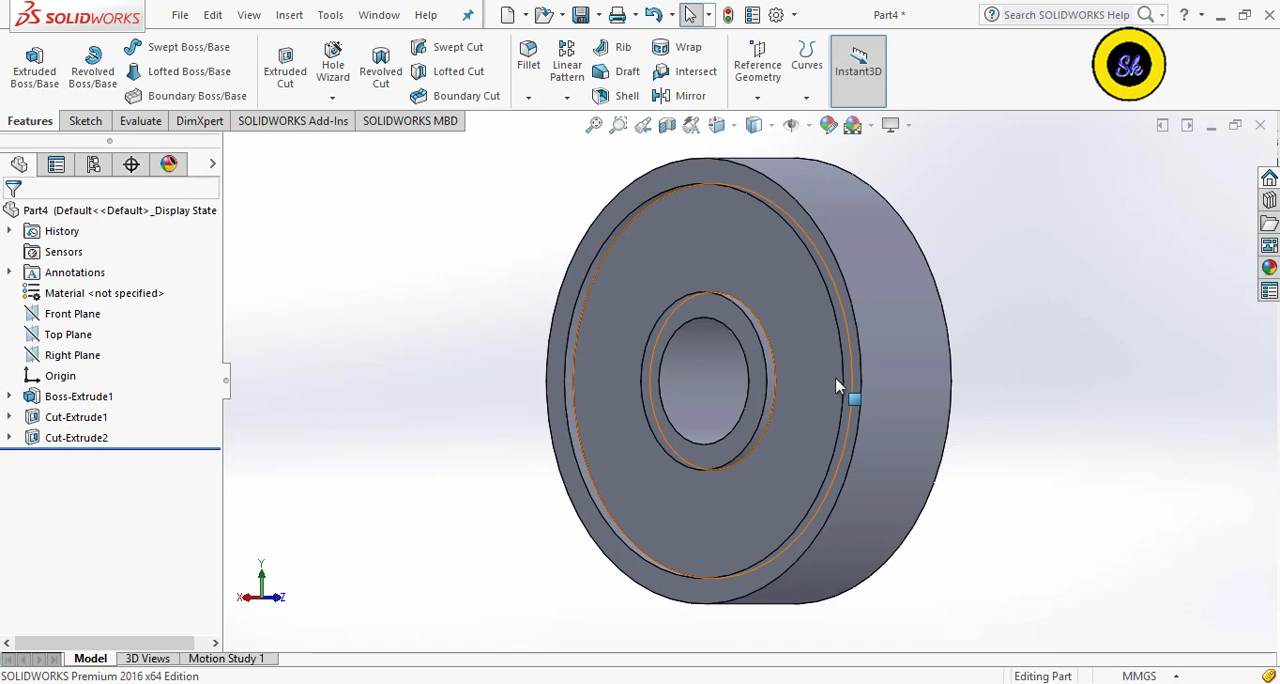 SOLIDWORKS
File Edit View Insert Tools Window Help
Part4 *
Search SOLIDWORKS Help
?
Extruded Boss/Base
Revolved Boss/Base
Swept Boss/Base
Lofted Boss/Base
Boundary Boss/Base
Extruded Cut
Hole Wizard
Revolved Cut
Swept Cut
Lofted Cut
Boundary Cut
Fillet
Linear Pattern
Rib
Draft
Shell
Wrap
Intersect
Mirror
Reference Geometry
Curves
Instant3D
Sk
Features Sketch Evaluate DimXpert SOLIDWORKS Add-Ins SOLIDWORKS MBD
Part4 (Default<<Default>_Display State
History
Sensors
Annotations
Material <not specified>
Front Plane
Top Plane
Right Plane
Origin
Boss-Extrude1
Cut-Extrude1
Cut-Extrude2
Y
X Z
Model 3D Views Motion Study 1
SOLIDWORKS Premium 2016 x64 Edition
Editing Part
MMGS